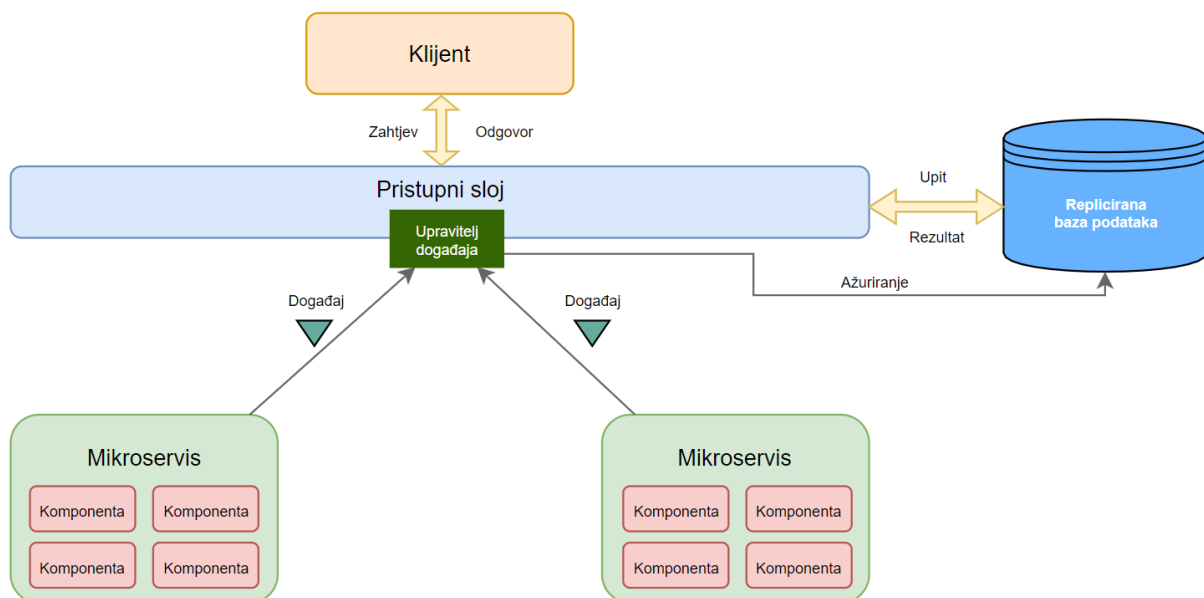 Klijent
Zahtjev
Odgovor
Pristupni sloj
Upravitelj
događaja
Upit
Rezultat
Replicirana
baza podataka
Ažuriranje
Događaj
Događaj
Mikroservis
Komponenta
Komponenta
Komponenta
Komponenta
Mikroservis
Komponenta
Komponenta
Komponenta
Komponenta